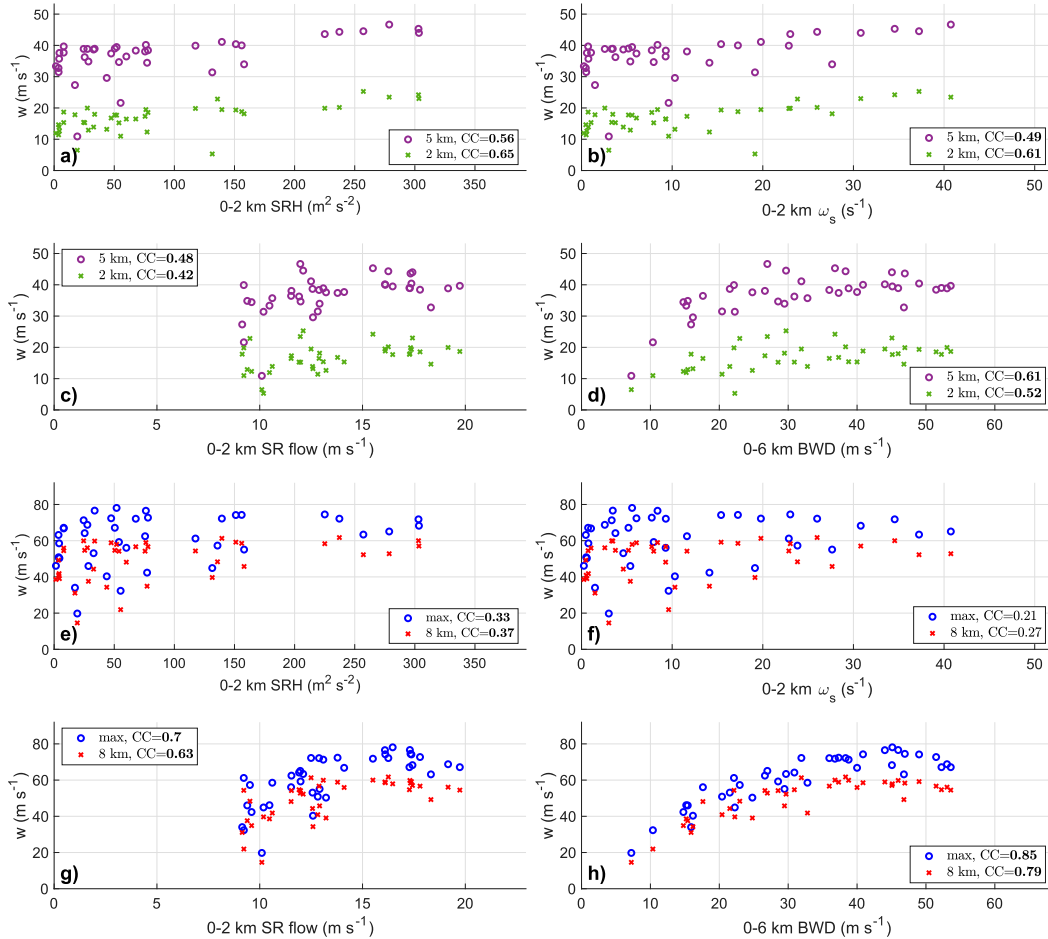 50
40
30
20
10
0
w (m s⁻¹)
a)
5 km, CC=0.56
2 km, CC=0.65
0 50 100 150 200 250 300 350
0-2 km SRH (m² s⁻²)
50
40
30
20
10
0
w (m s⁻¹)
b)
5 km, CC=0.49
2 km, CC=0.61
0 10 20 30 40 50
0-2 km ωₛ (s⁻¹)
50
40
30
20
10
0
w (m s⁻¹)
c)
5 km, CC=0.48
2 km, CC=0.42
0 5 10 15 20
0-2 km SR flow (m s⁻¹)
50
40
30
20
10
0
w (m s⁻¹)
d)
5 km, CC=0.61
2 km, CC=0.52
0 10 20 30 40 50 60
0-6 km BWD (m s⁻¹)
80
60
40
20
0
w (m s⁻¹)
e)
max, CC=0.33
8 km, CC=0.37
0 50 100 150 200 250 300 350
0-2 km SRH (m² s⁻²)
80
60
40
20
0
w (m s⁻¹)
f)
max, CC=0.21
8 km, CC=0.27
0 10 20 30 40 50
0-2 km ωₛ (s⁻¹)
80
60
40
20
0
w (m s⁻¹)
g)
max, CC=0.7
8 km, CC=0.63
0 5 10 15 20
0-2 km SR flow (m s⁻¹)
80
60
40
20
0
w (m s⁻¹)
h)
max, CC=0.85
8 km, CC=0.79
0 10 20 30 40 50 60
0-6 km BWD (m s⁻¹)